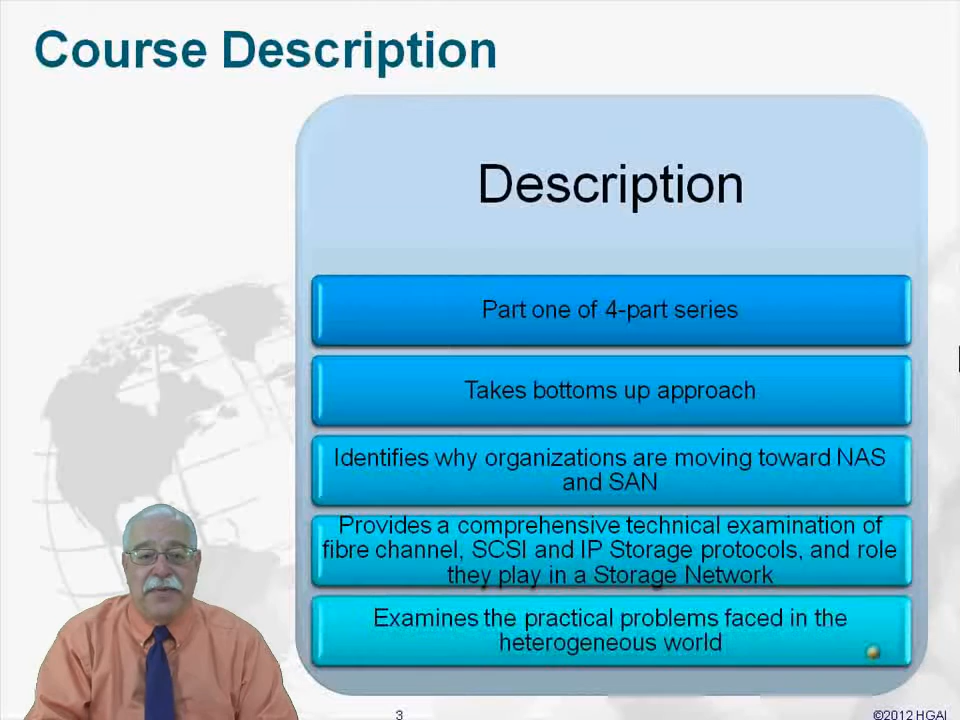 Course Description
Description
Part one of 4-part series
Takes bottoms up approach
Identifies why organizations are moving toward NAS
and SAN
Provides a comprehensive technical examination of
fibre channel, SCSI and IP Storage protocols, and role
they play in a Storage Network
Examines the practical problems faced in the
heterogeneous world
3
©2012 HGAI